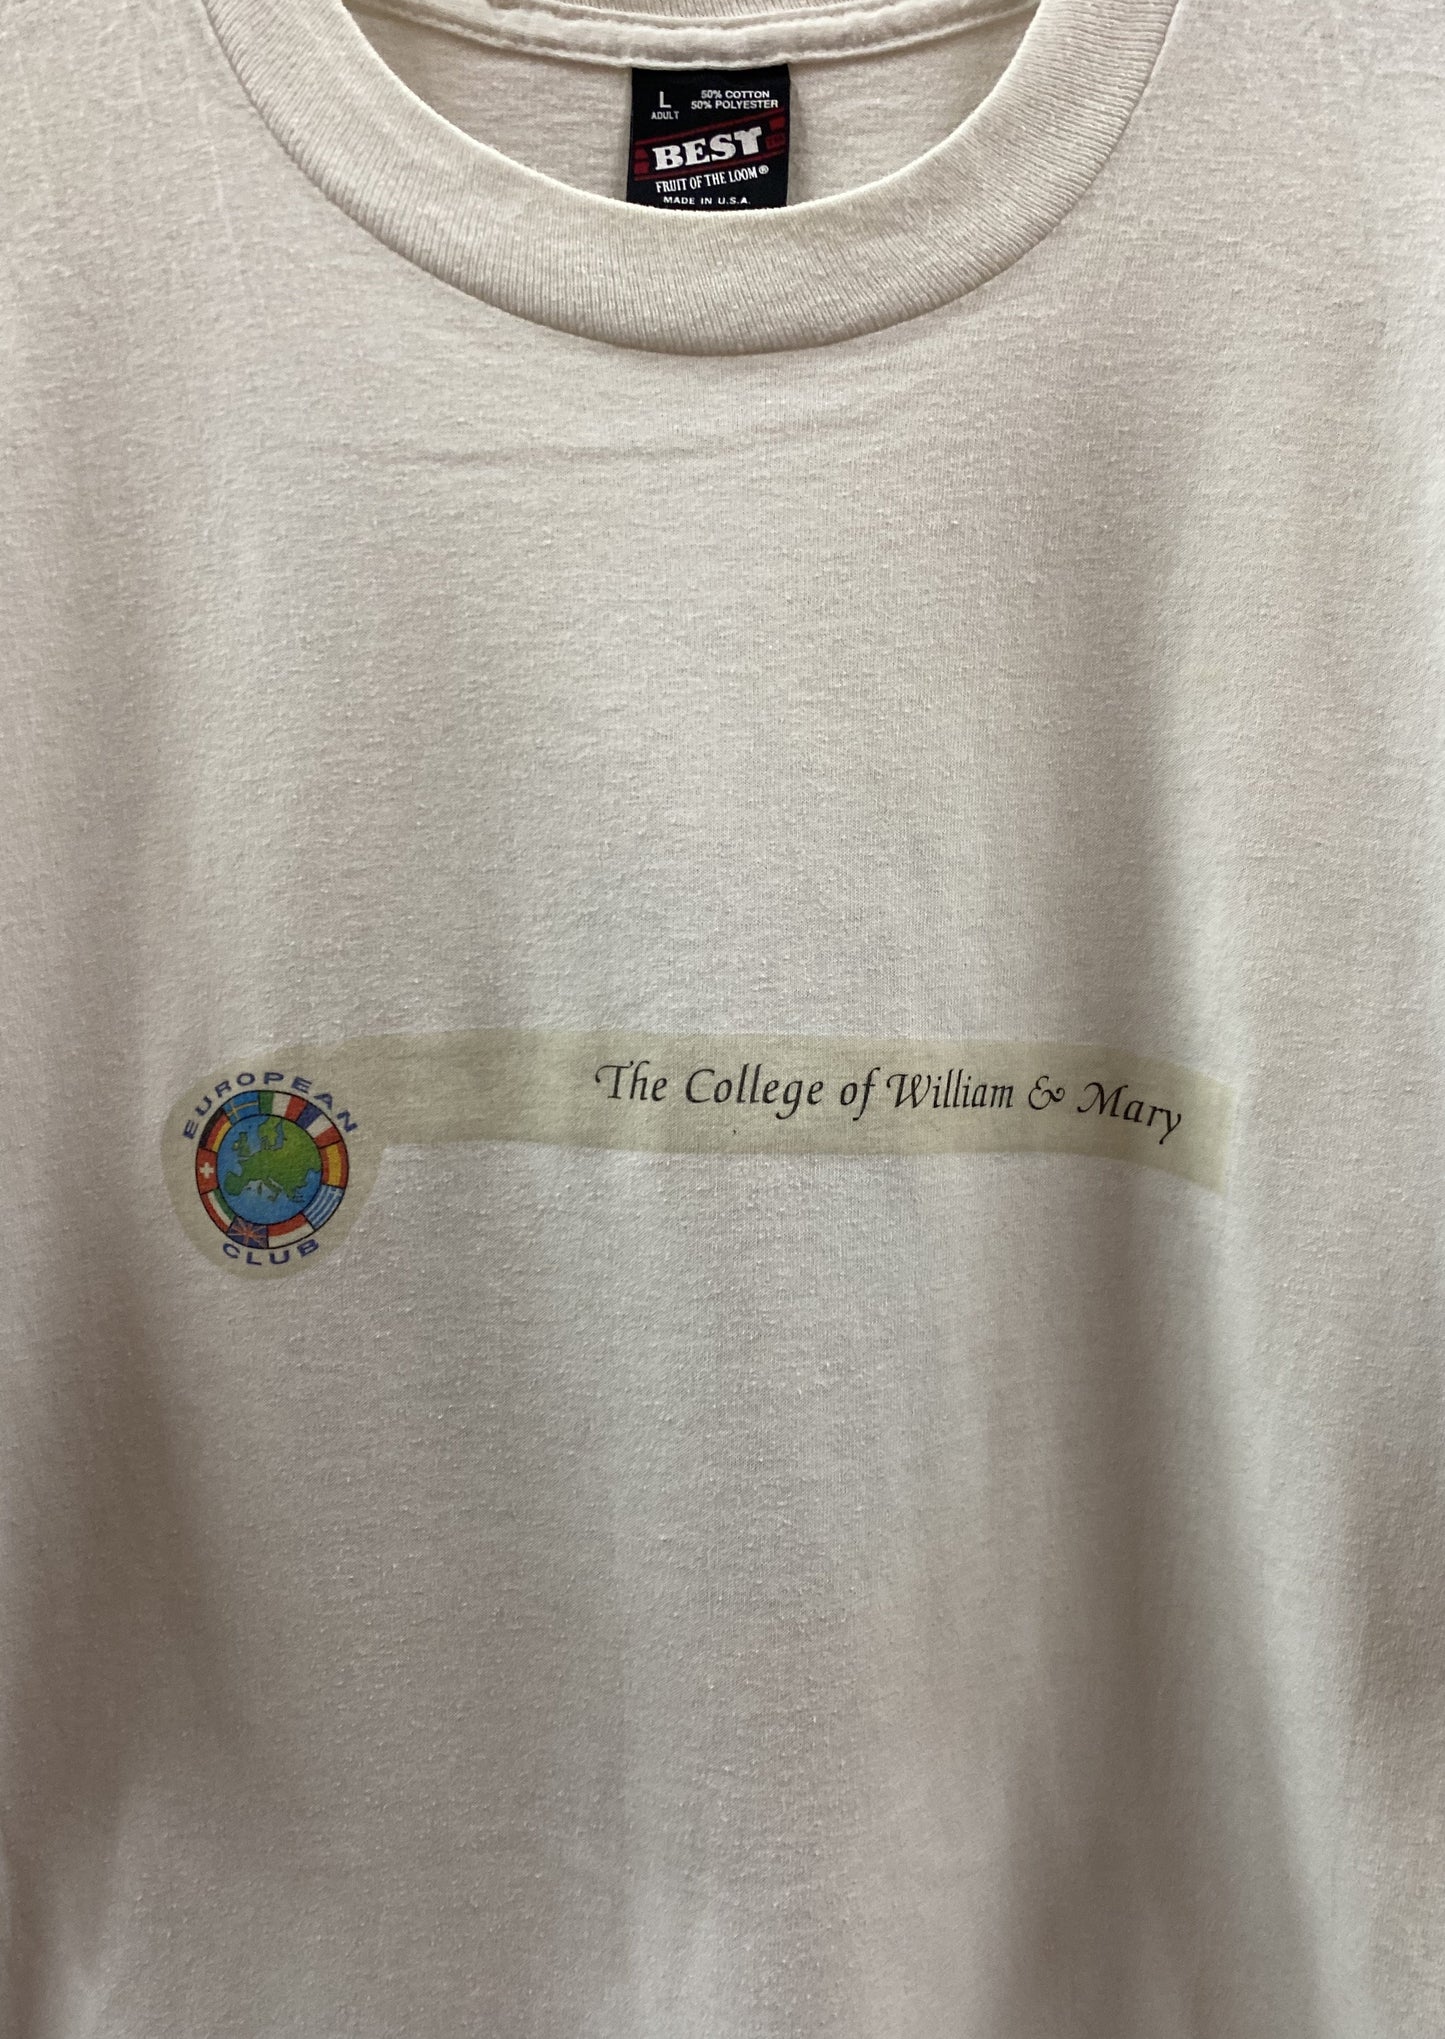 L
ADULT
50% COTTON
50% POLYESTER
BEST
FRUIT OF THE LOOM®
MADE IN U.S.A.
The College of William & Mary
EUROPEAN
CLUB